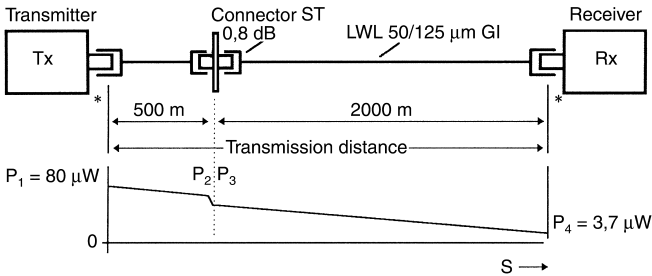 Transmitter
Connector ST
0,8 dB
LWL 50/125 µm GI
Receiver
Tx
Rx
*
*
500 m
2000 m
Transmission distance
P1 = 80 µW
P2
P3
P4 = 3,7 µW
0
S